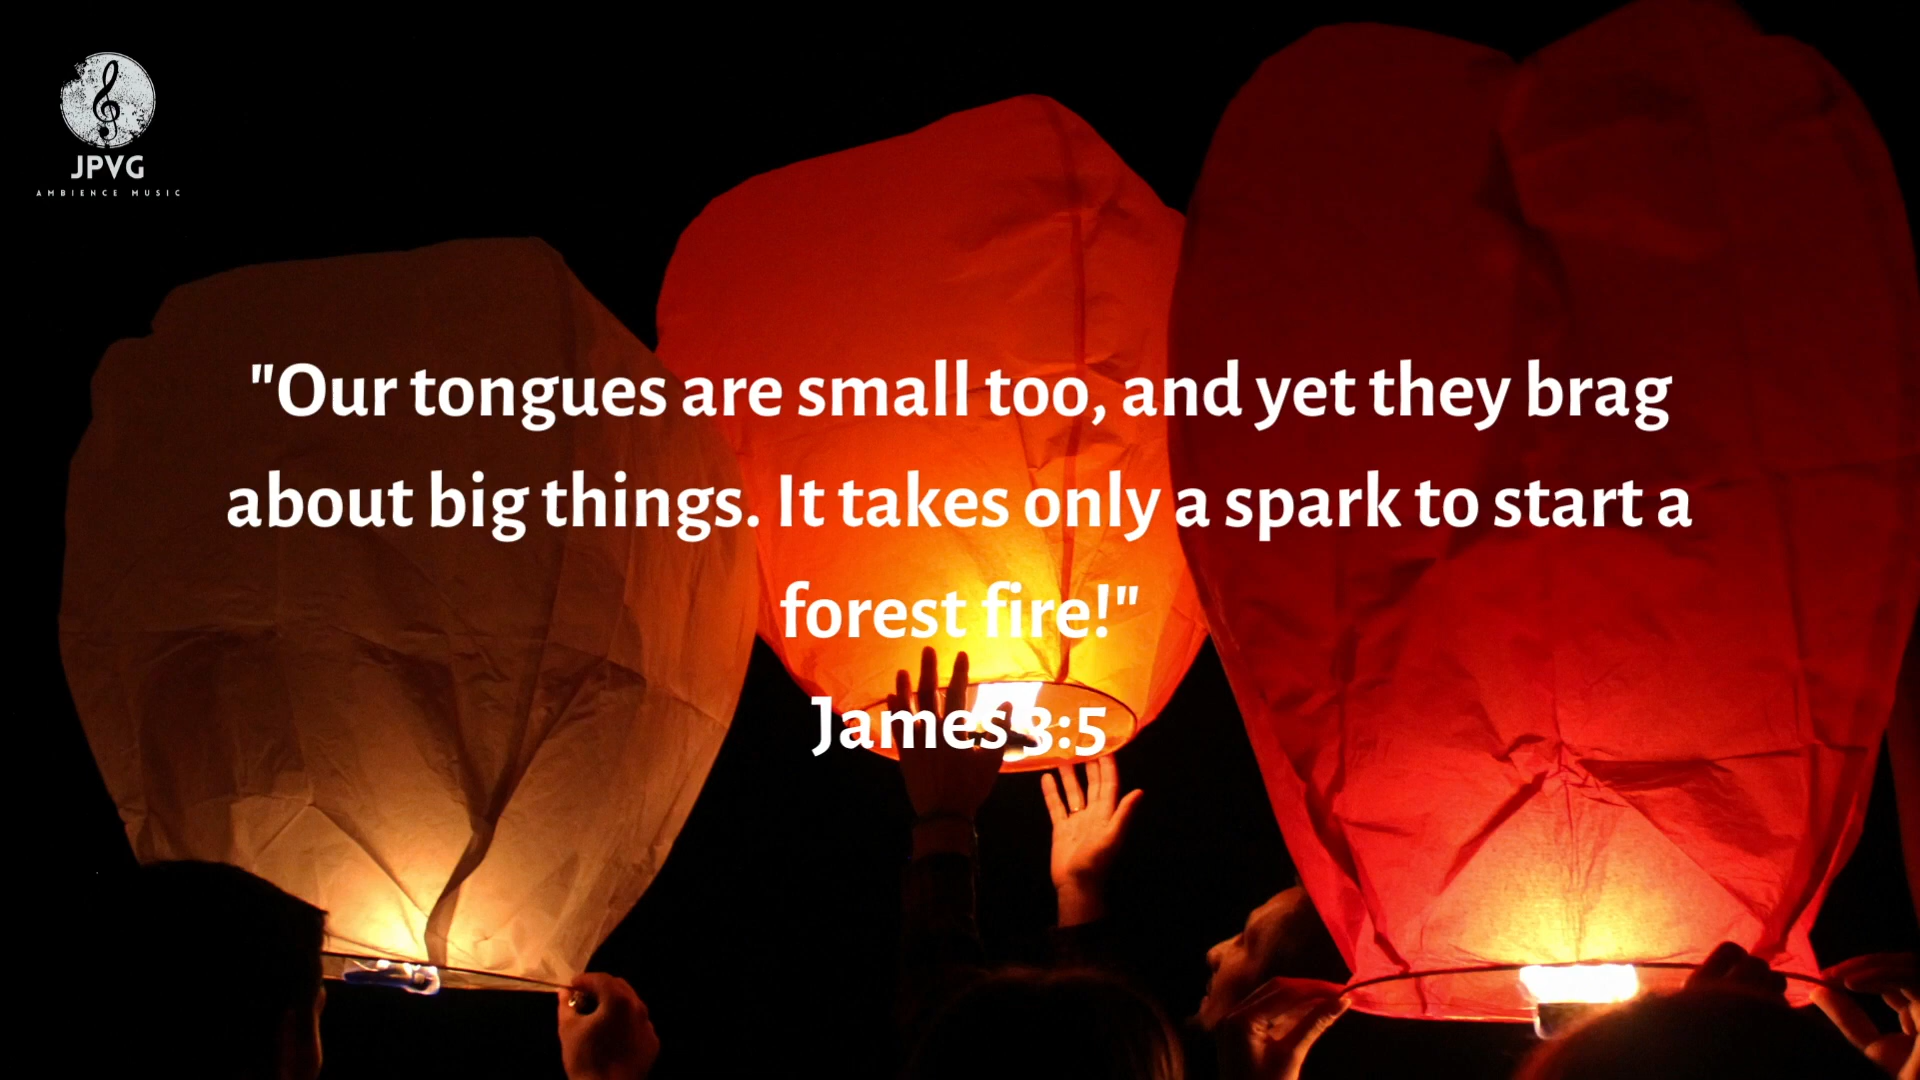 JPVG
AMBIENCE MUSIC
"Our tongues are small too, and yet they brag
about big things. It takes only a spark to start a
forest fire!"
James 3:5